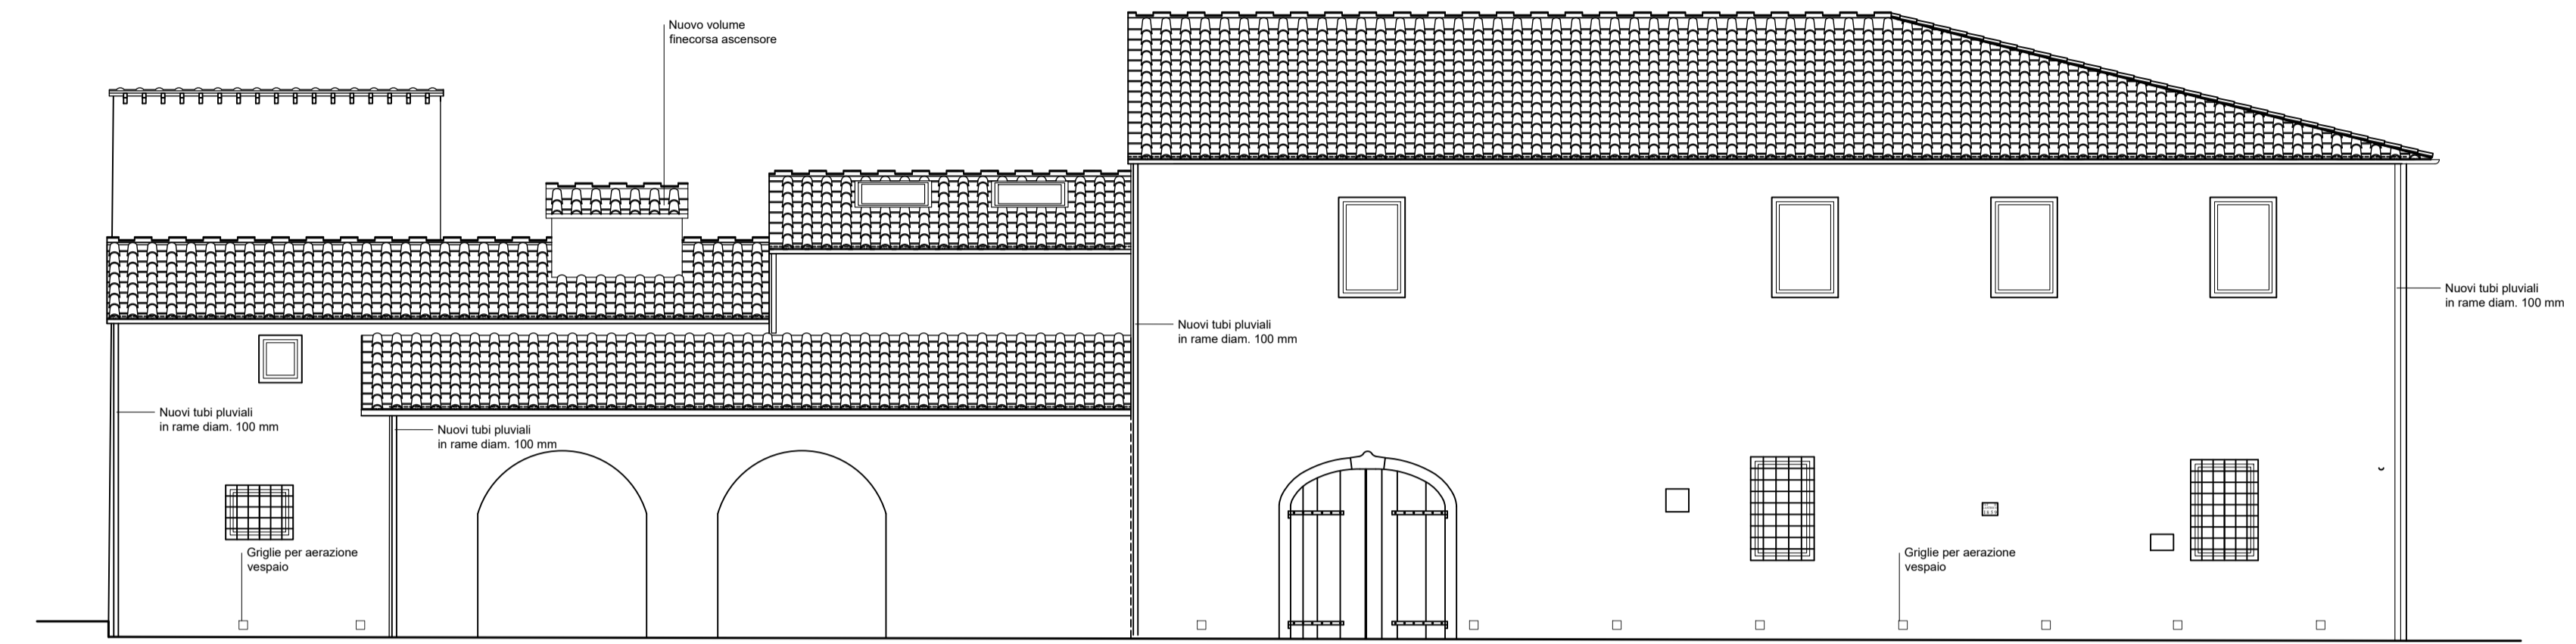 Nuovo volume
finecorsa ascensore
Nuovi tubi pluviali
in rame diam. 100 mm
Nuovi tubi pluviali
in rame diam. 100 mm
Nuovi tubi pluviali
in rame diam. 100 mm
Nuovi tubi pluviali
in rame diam. 100 mm
Griglie per aerazione
vespaio
Griglie per aerazione
vespaio